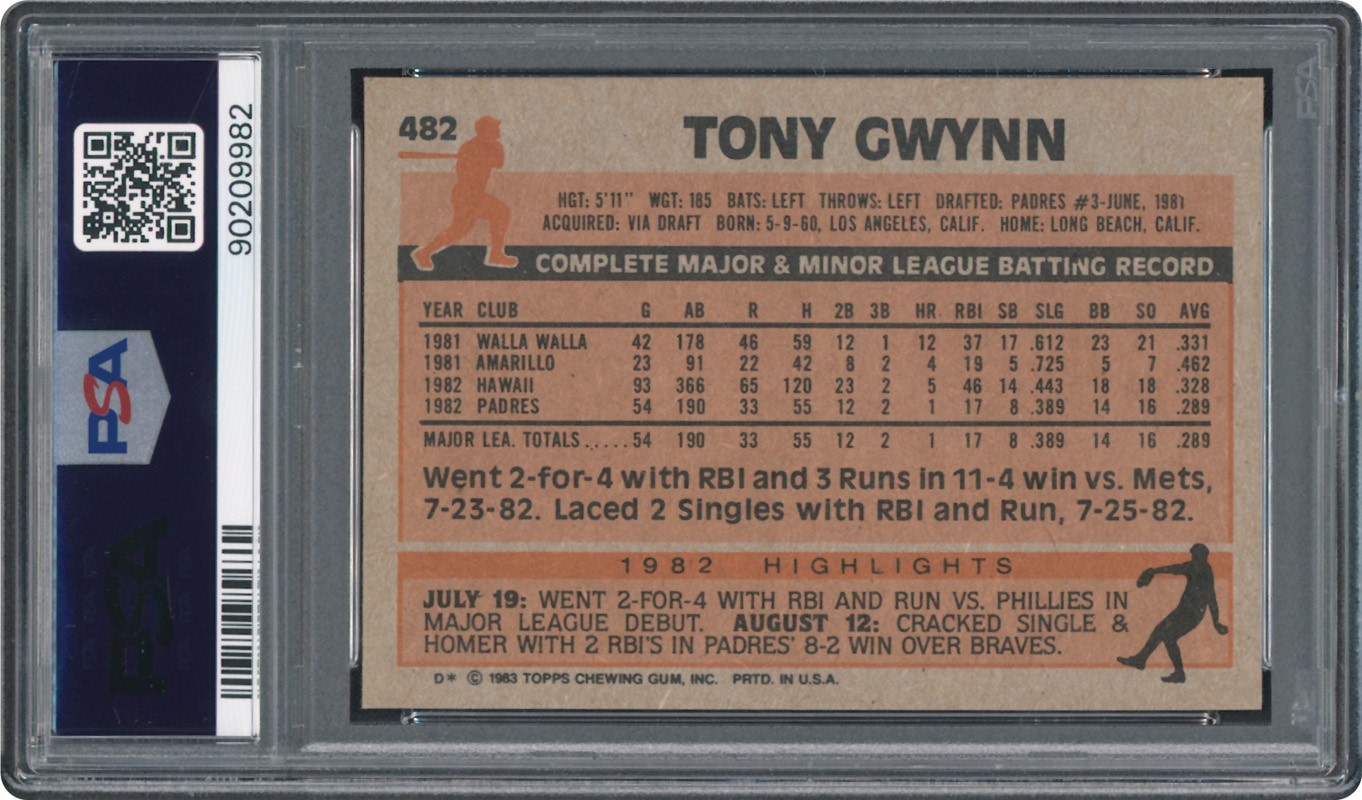 90209982
PSA
482
TONY GWYNN
HGT: 5'11" WGT: 185 BATS: LEFT THROWS: LEFT DRAFTED: PADRES #3-JUNE, 1981
ACQUIRED: VIA DRAFT BORN: 5-9-60, LOS ANGELES, CALIF. HOME: LONG BEACH, CALIF.
COMPLETE MAJOR & MINOR LEAGUE BATTING RECORD
YEAR CLUB G AB R H 2B 3B HR RBI SB SLG BB SO AVG
1981 WALLA WALLA 42 178 46 59 12 1 12 37 17 .612 23 21 .331
1981 AMARILLO 23 91 22 42 8 2 4 19 5 .725 5 7 .462
1982 HAWAII 93 366 65 120 23 2 5 46 14 .443 18 18 .328
1982 PADRES 54 190 33 55 12 2 1 17 8 .389 14 16 .289
MAJOR LEA. TOTALS.....54 190 33 55 12 2 1 17 8 .389 14 16 .289
Went 2-for-4 with RBI and 3 Runs in 11-4 win vs. Mets,
7-23-82. Laced 2 Singles with RBI and Run, 7-25-82.
1982 HIGHLIGHTS
JULY 19: WENT 2-FOR-4 WITH RBI AND RUN VS. PHILLIES IN
MAJOR LEAGUE DEBUT. AUGUST 12: CRACKED SINGLE &
HOMER WITH 2 RBI'S IN PADRES' 8-2 WIN OVER BRAVES.
D* © 1983 TOPPS CHEWING GUM, INC. PRTD. IN U.S.A.
PSA
PSA